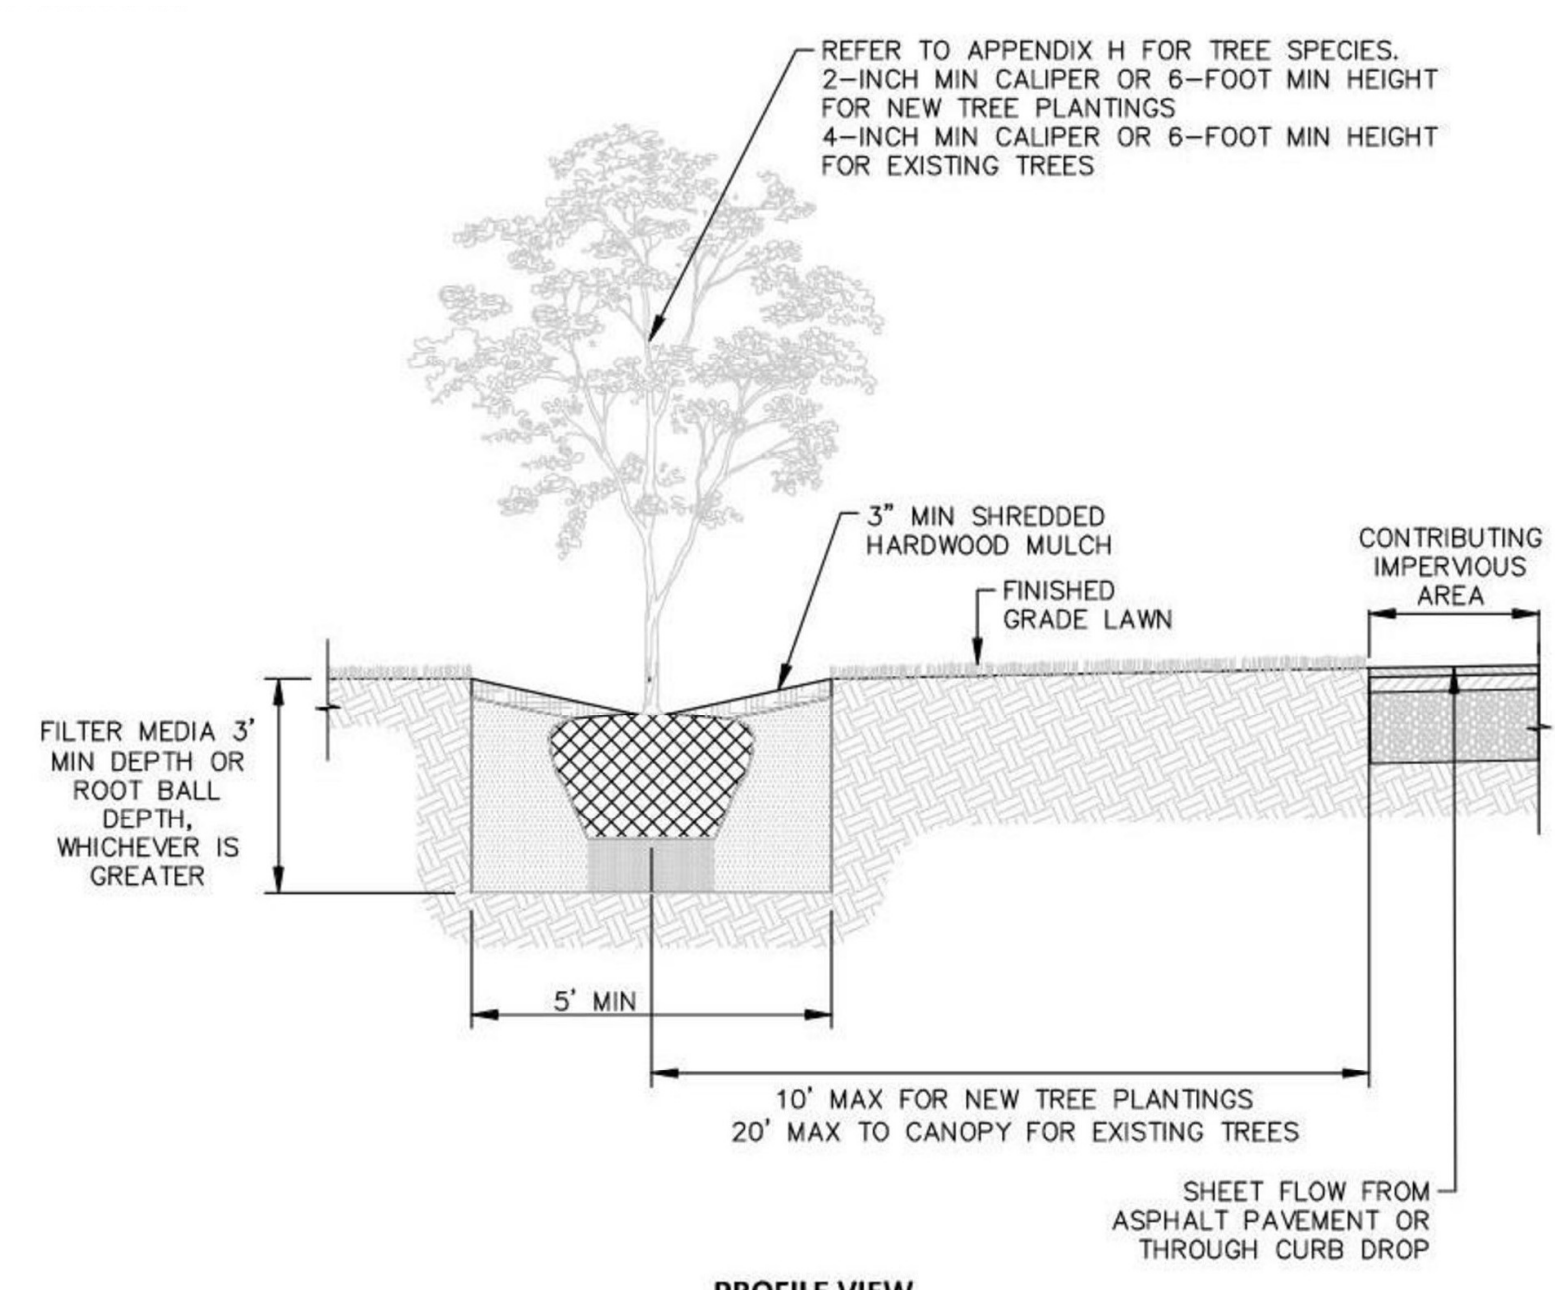 REFER TO APPENDIX H FOR TREE SPECIES.
2-INCH MIN CALIPER OR 6-FOOT MIN HEIGHT
FOR NEW TREE PLANTINGS
4-INCH MIN CALIPER OR 6-FOOT MIN HEIGHT
FOR EXISTING TREES
3" MIN SHREDDED
HARDWOOD MULCH
FINISHED
GRADE LAWN
CONTRIBUTING
IMPERVIOUS
AREA
FILTER MEDIA 3'
MIN DEPTH OR
ROOT BALL
DEPTH,
WHICHEVER IS
GREATER
5' MIN
10' MAX FOR NEW TREE PLANTINGS
20' MAX TO CANOPY FOR EXISTING TREES
SHEET FLOW FROM
ASPHALT PAVEMENT OR
THROUGH CURB DROP
PROFILE VIEW